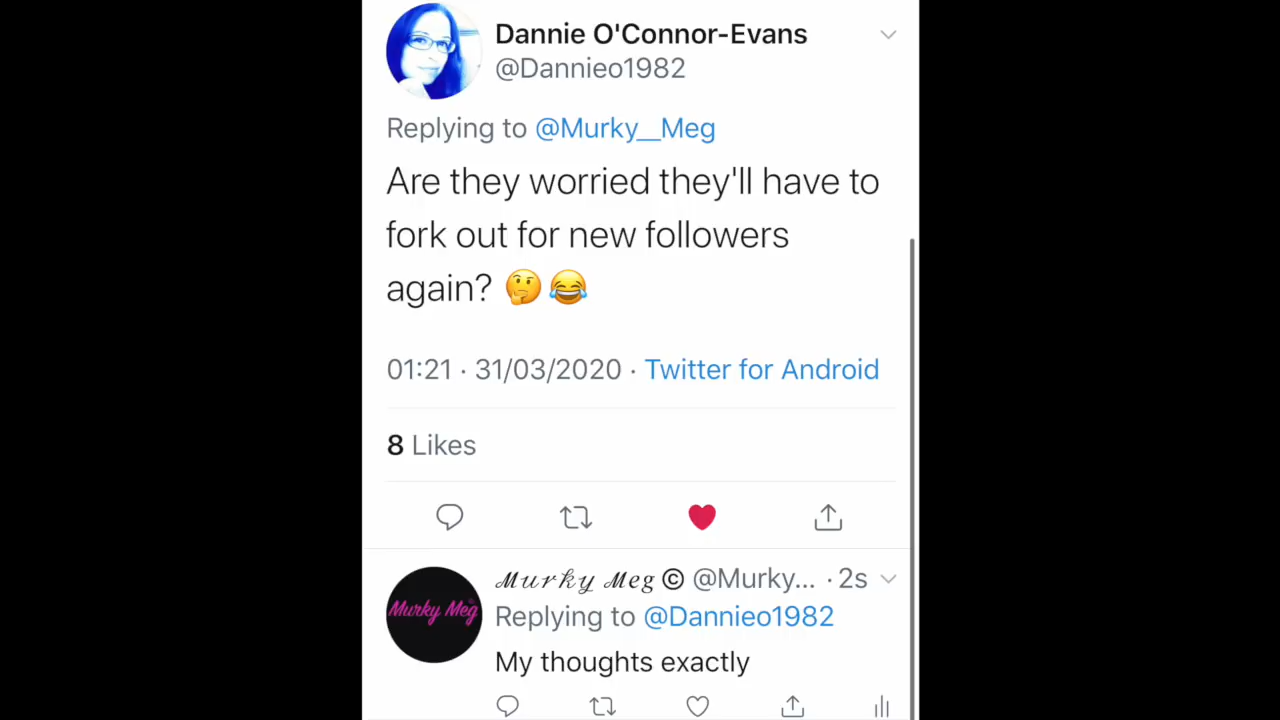 Dannie O'Connor-Evans
@Dannieo1982
Replying to @Murky__Meg
Are they worried they'll have to
fork out for new followers
again? 🤔😂
01:21 · 31/03/2020 · Twitter for Android
8 Likes
Murky Meg © @Murky... · 2s
Murky Meg
Replying to @Dannieo1982
My thoughts exactly